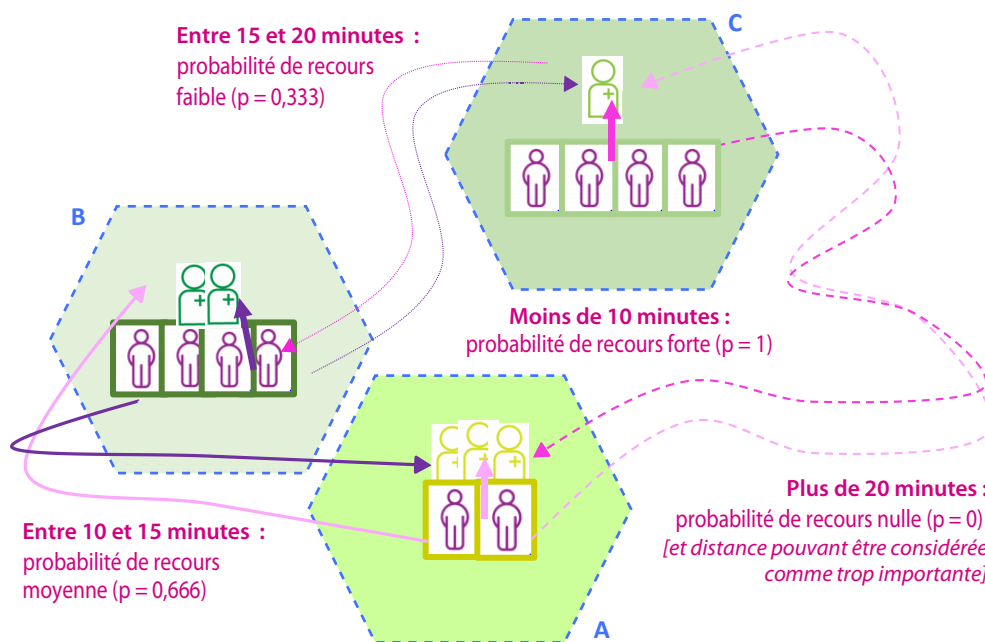 Entre 15 et 20 minutes :
probabilité de recours
faible (p = 0,333)
C
B
Moins de 10 minutes :
probabilité de recours forte (p = 1)
Entre 10 et 15 minutes :
probabilité de recours
moyenne (p = 0,666)
Plus de 20 minutes :
probabilité de recours nulle (p = 0)
[et distance pouvant être considérée
comme trop importante]
A